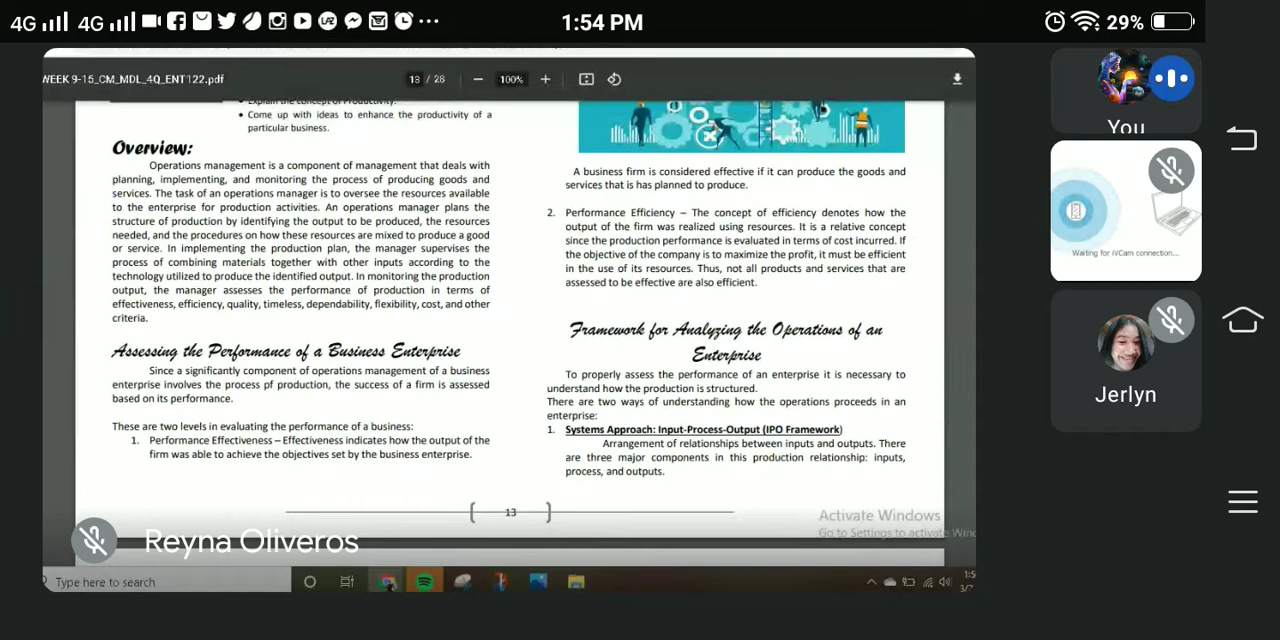 4G 4G 1:54 PM 29%
WEEK 9-15_CM_MDL_4Q_ENT122.pdf 13 / 28 — 100% +
• Explain the concept of Productivity.
• Come up with ideas to enhance the productivity of a
particular business.
Overview:
Operations management is a component of management that deals with
planning, implementing, and monitoring the process of producing goods and
services. The task of an operations manager is to oversee the resources available
to the enterprise for production activities. An operations manager plans the
structure of production by identifying the output to be produced, the resources
needed, and the procedures on how these resources are mixed to produce a good
or service. In implementing the production plan, the manager supervises the
process of combining materials together with other inputs according to the
technology utilized to produce the identified output. In monitoring the production
output, the manager assesses the performance of production in terms of
effectiveness, efficiency, quality, timeless, dependability, flexibility, cost, and other
criteria.
Assessing the Performance of a Business Enterprise
Since a significantly component of operations management of a business
enterprise involves the process pf production, the success of a firm is assessed
based on its performance.
These are two levels in evaluating the performance of a business:
1. Performance Effectiveness – Effectiveness indicates how the output of the
firm was able to achieve the objectives set by the business enterprise.
A business firm is considered effective if it can produce the goods and
services that is has planned to produce.
2. Performance Efficiency – The concept of efficiency denotes how the
output of the firm was realized using resources. It is a relative concept
since the production performance is evaluated in terms of cost incurred. If
the objective of the company is to maximize the profit, it must be efficient
in the use of its resources. Thus, not all products and services that are
assessed to be effective are also efficient.
Framework for Analyzing the Operations of an
Enterprise
To properly assess the performance of an enterprise it is necessary to
understand how the production is structured.
There are two ways of understanding how the operations proceeds in an
enterprise:
1. Systems Approach: Input-Process-Output (IPO Framework)
Arrangement of relationships between inputs and outputs. There
are three major components in this production relationship: inputs,
process, and outputs.
13
Activate Windows
Go to Settings to activate Win
Reyna Oliveros
Type here to search
1:5
3/
You
Waiting for iVCam connection...
Jerlyn